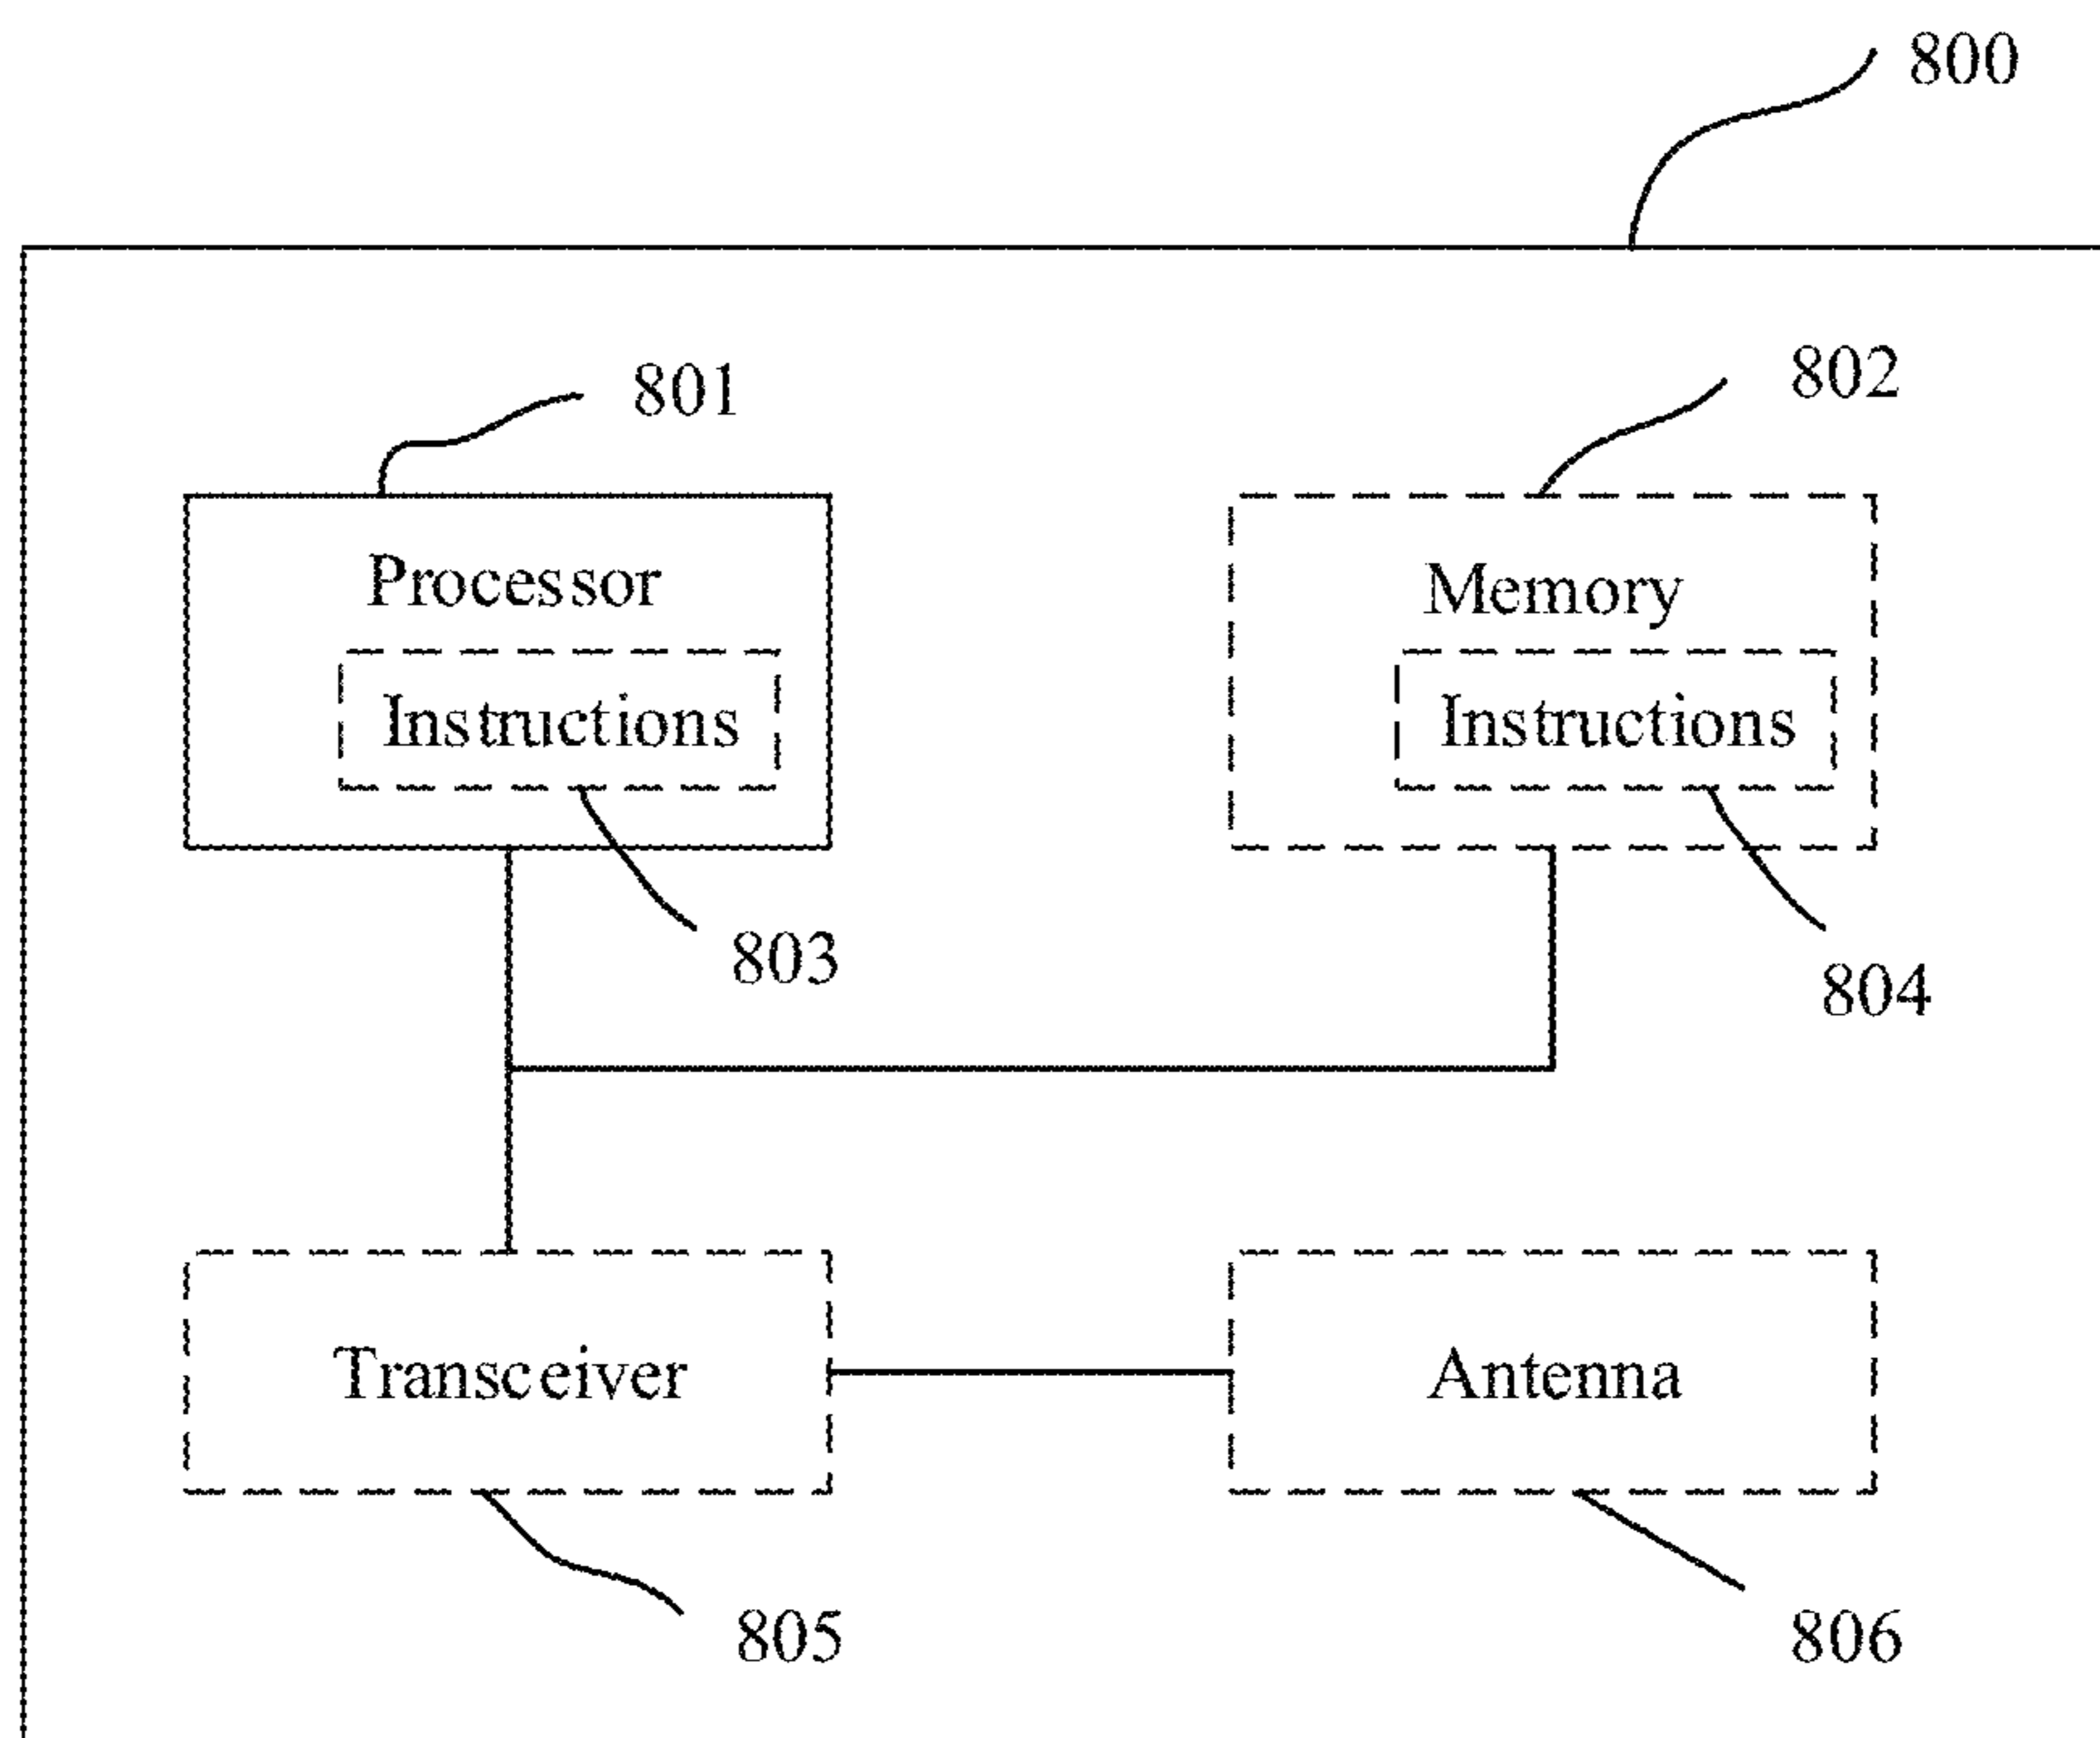 800
801
802
Processor
Memory
Instructions
Instructions
803
804
Transceiver
Antenna
805
806